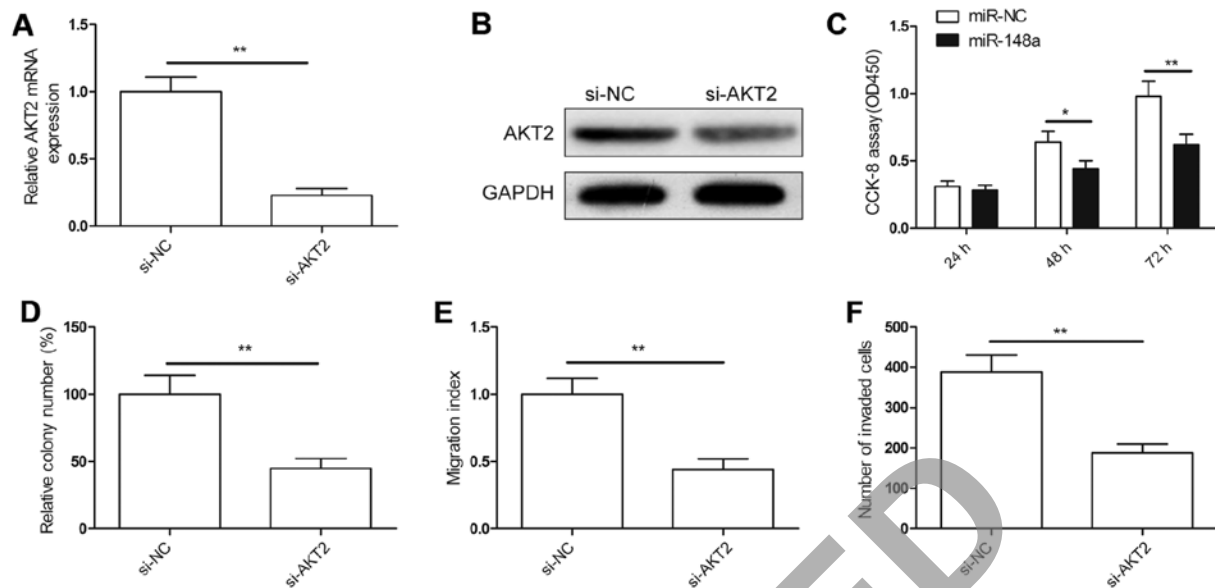 A
Relative AKT2 mRNA
expression
1.5
1.0
0.5
0.0
**
si-NC
si-AKT2
B
si-NC
si-AKT2
AKT2
GAPDH
C
miR-NC
miR-148a
CCK-8 assay(OD450)
1.5
1.0
0.5
0.0
*
**
24 h
48 h
72 h
D
Relative colony number (%)
150
100
50
0
**
si-NC
si-AKT2
E
Migration index
1.5
1.0
0.5
0.0
**
si-NC
si-AKT2
F
Number of invaded cells
500
400
300
200
100
0
**
si-NC
si-AKT2